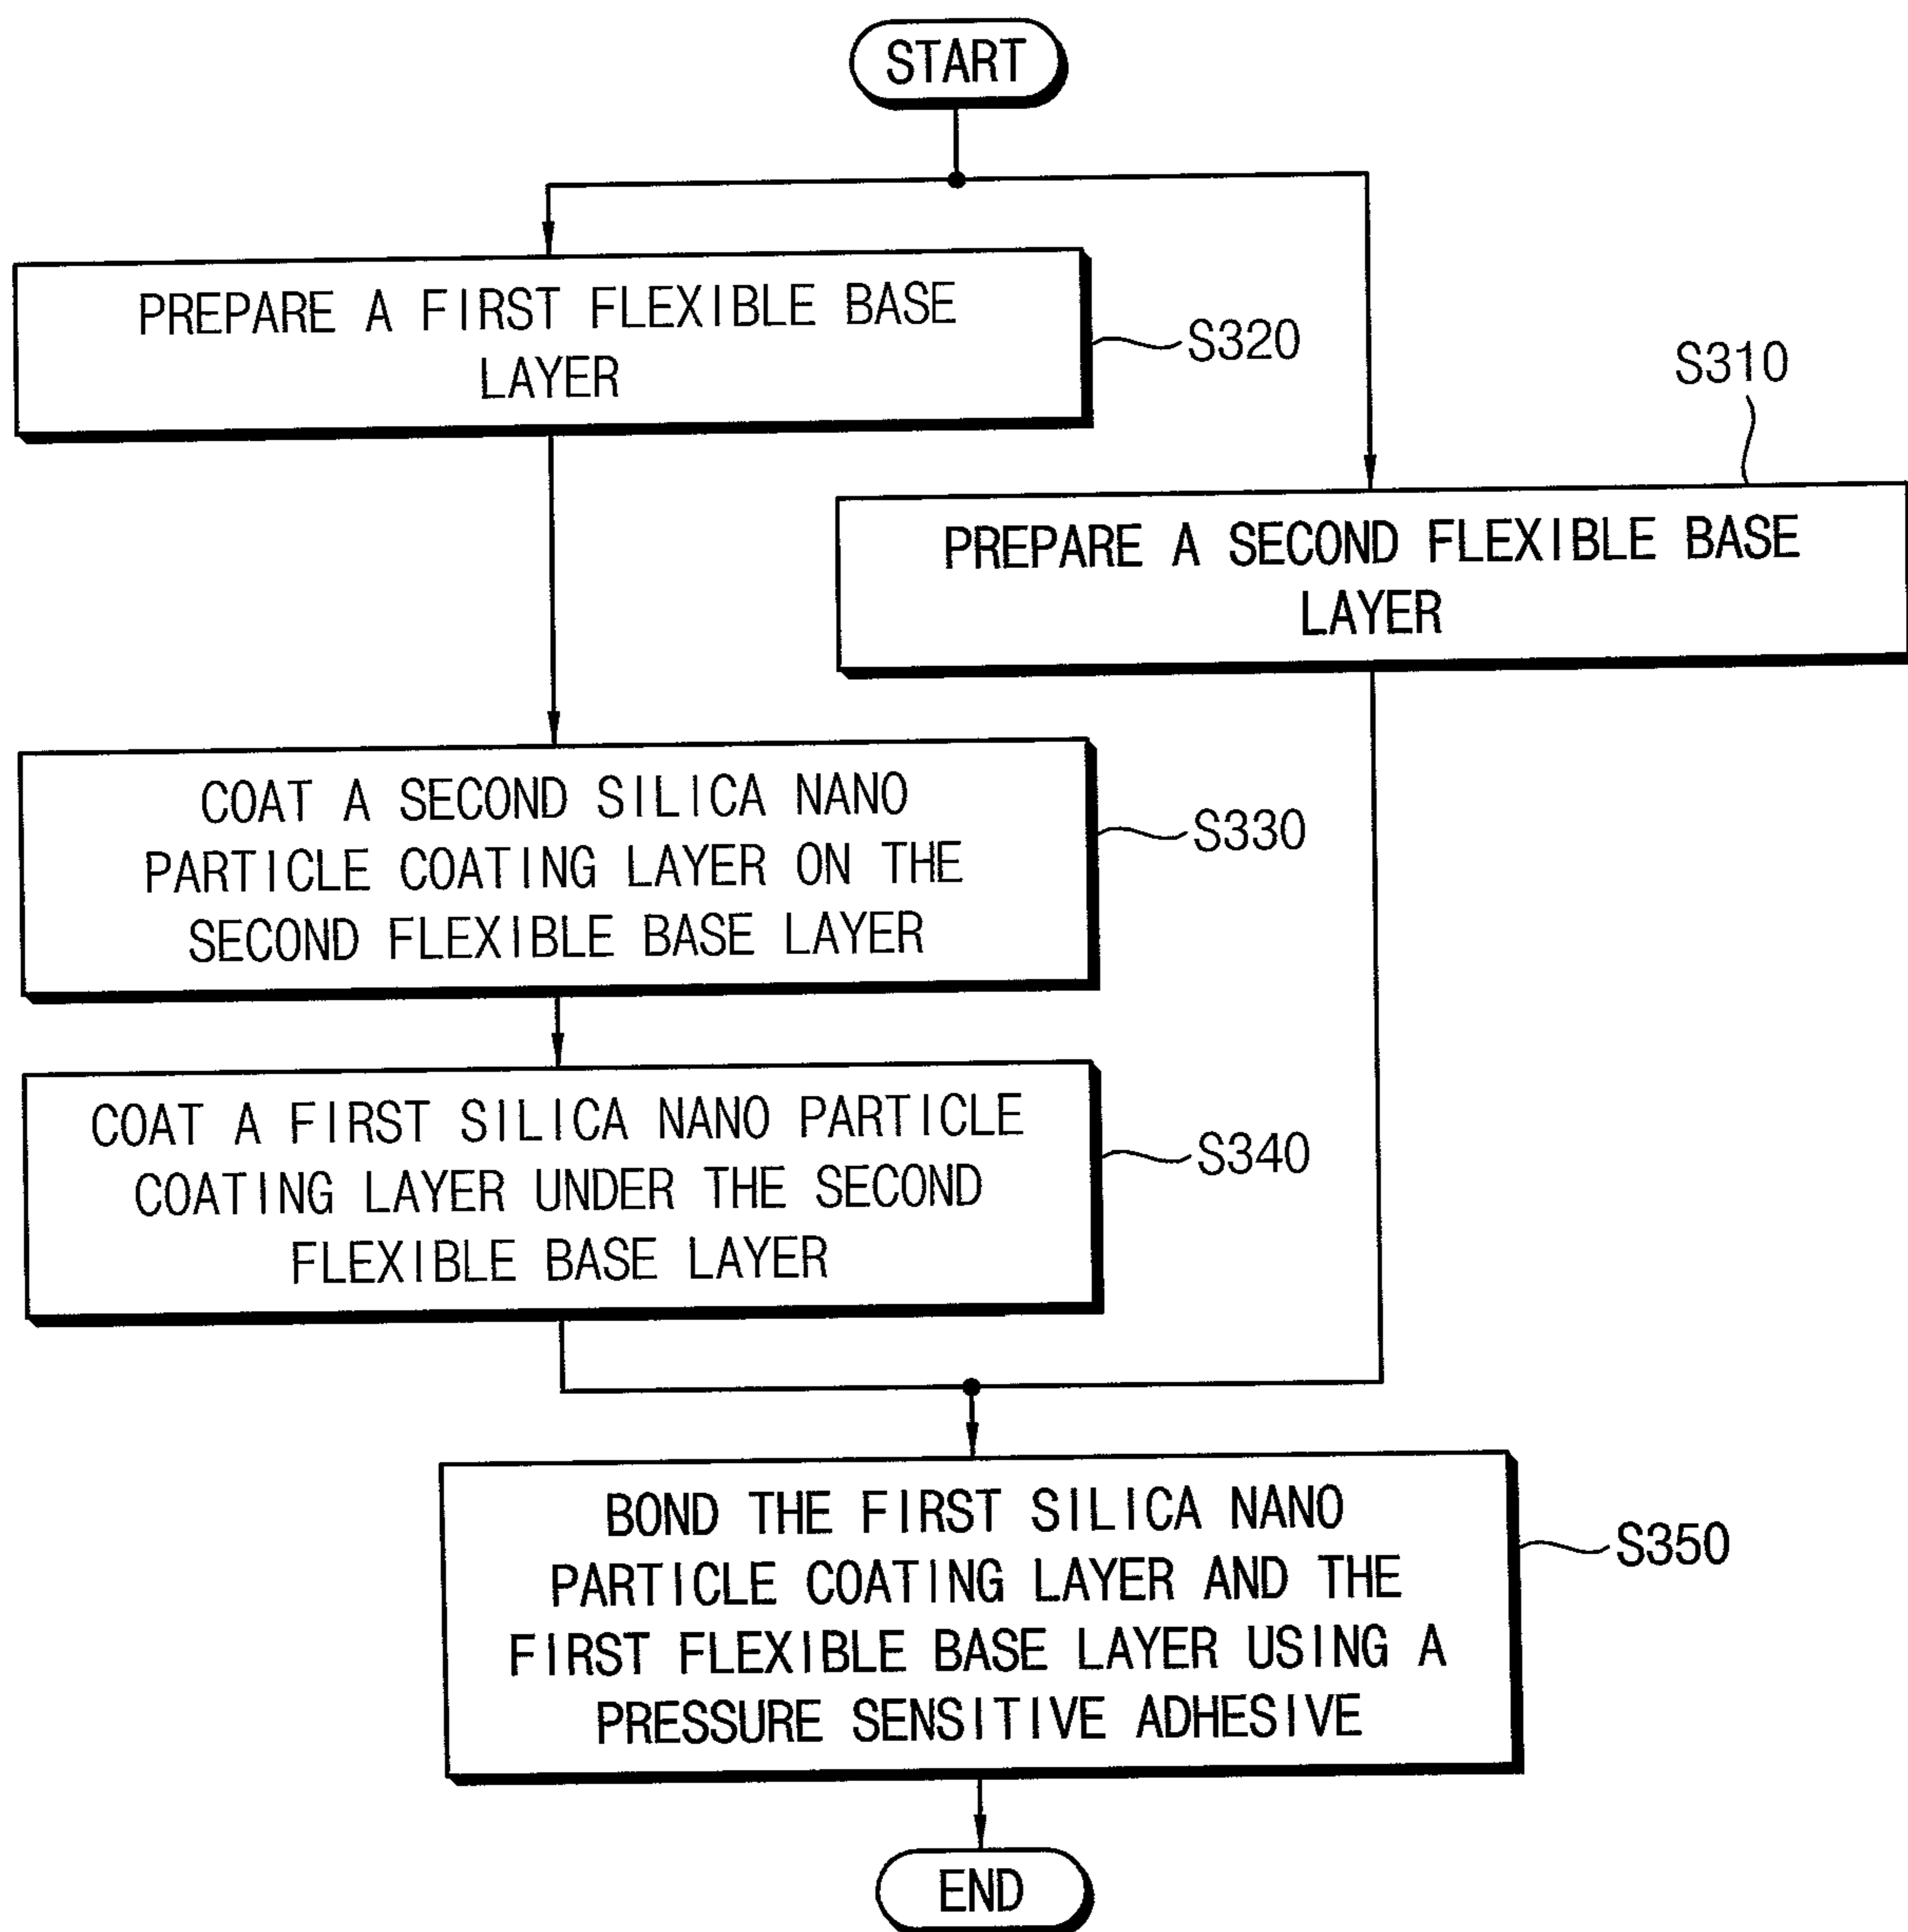 START
PREPARE A FIRST FLEXIBLE BASE
LAYER
S320
S310
PREPARE A SECOND FLEXIBLE BASE
LAYER
COAT A SECOND SILICA NANO
PARTICLE COATING LAYER ON THE
SECOND FLEXIBLE BASE LAYER
S330
COAT A FIRST SILICA NANO PARTICLE
COATING LAYER UNDER THE SECOND
FLEXIBLE BASE LAYER
S340
BOND THE FIRST SILICA NANO
PARTICLE COATING LAYER AND THE
FIRST FLEXIBLE BASE LAYER USING A
PRESSURE SENSITIVE ADHESIVE
S350
END